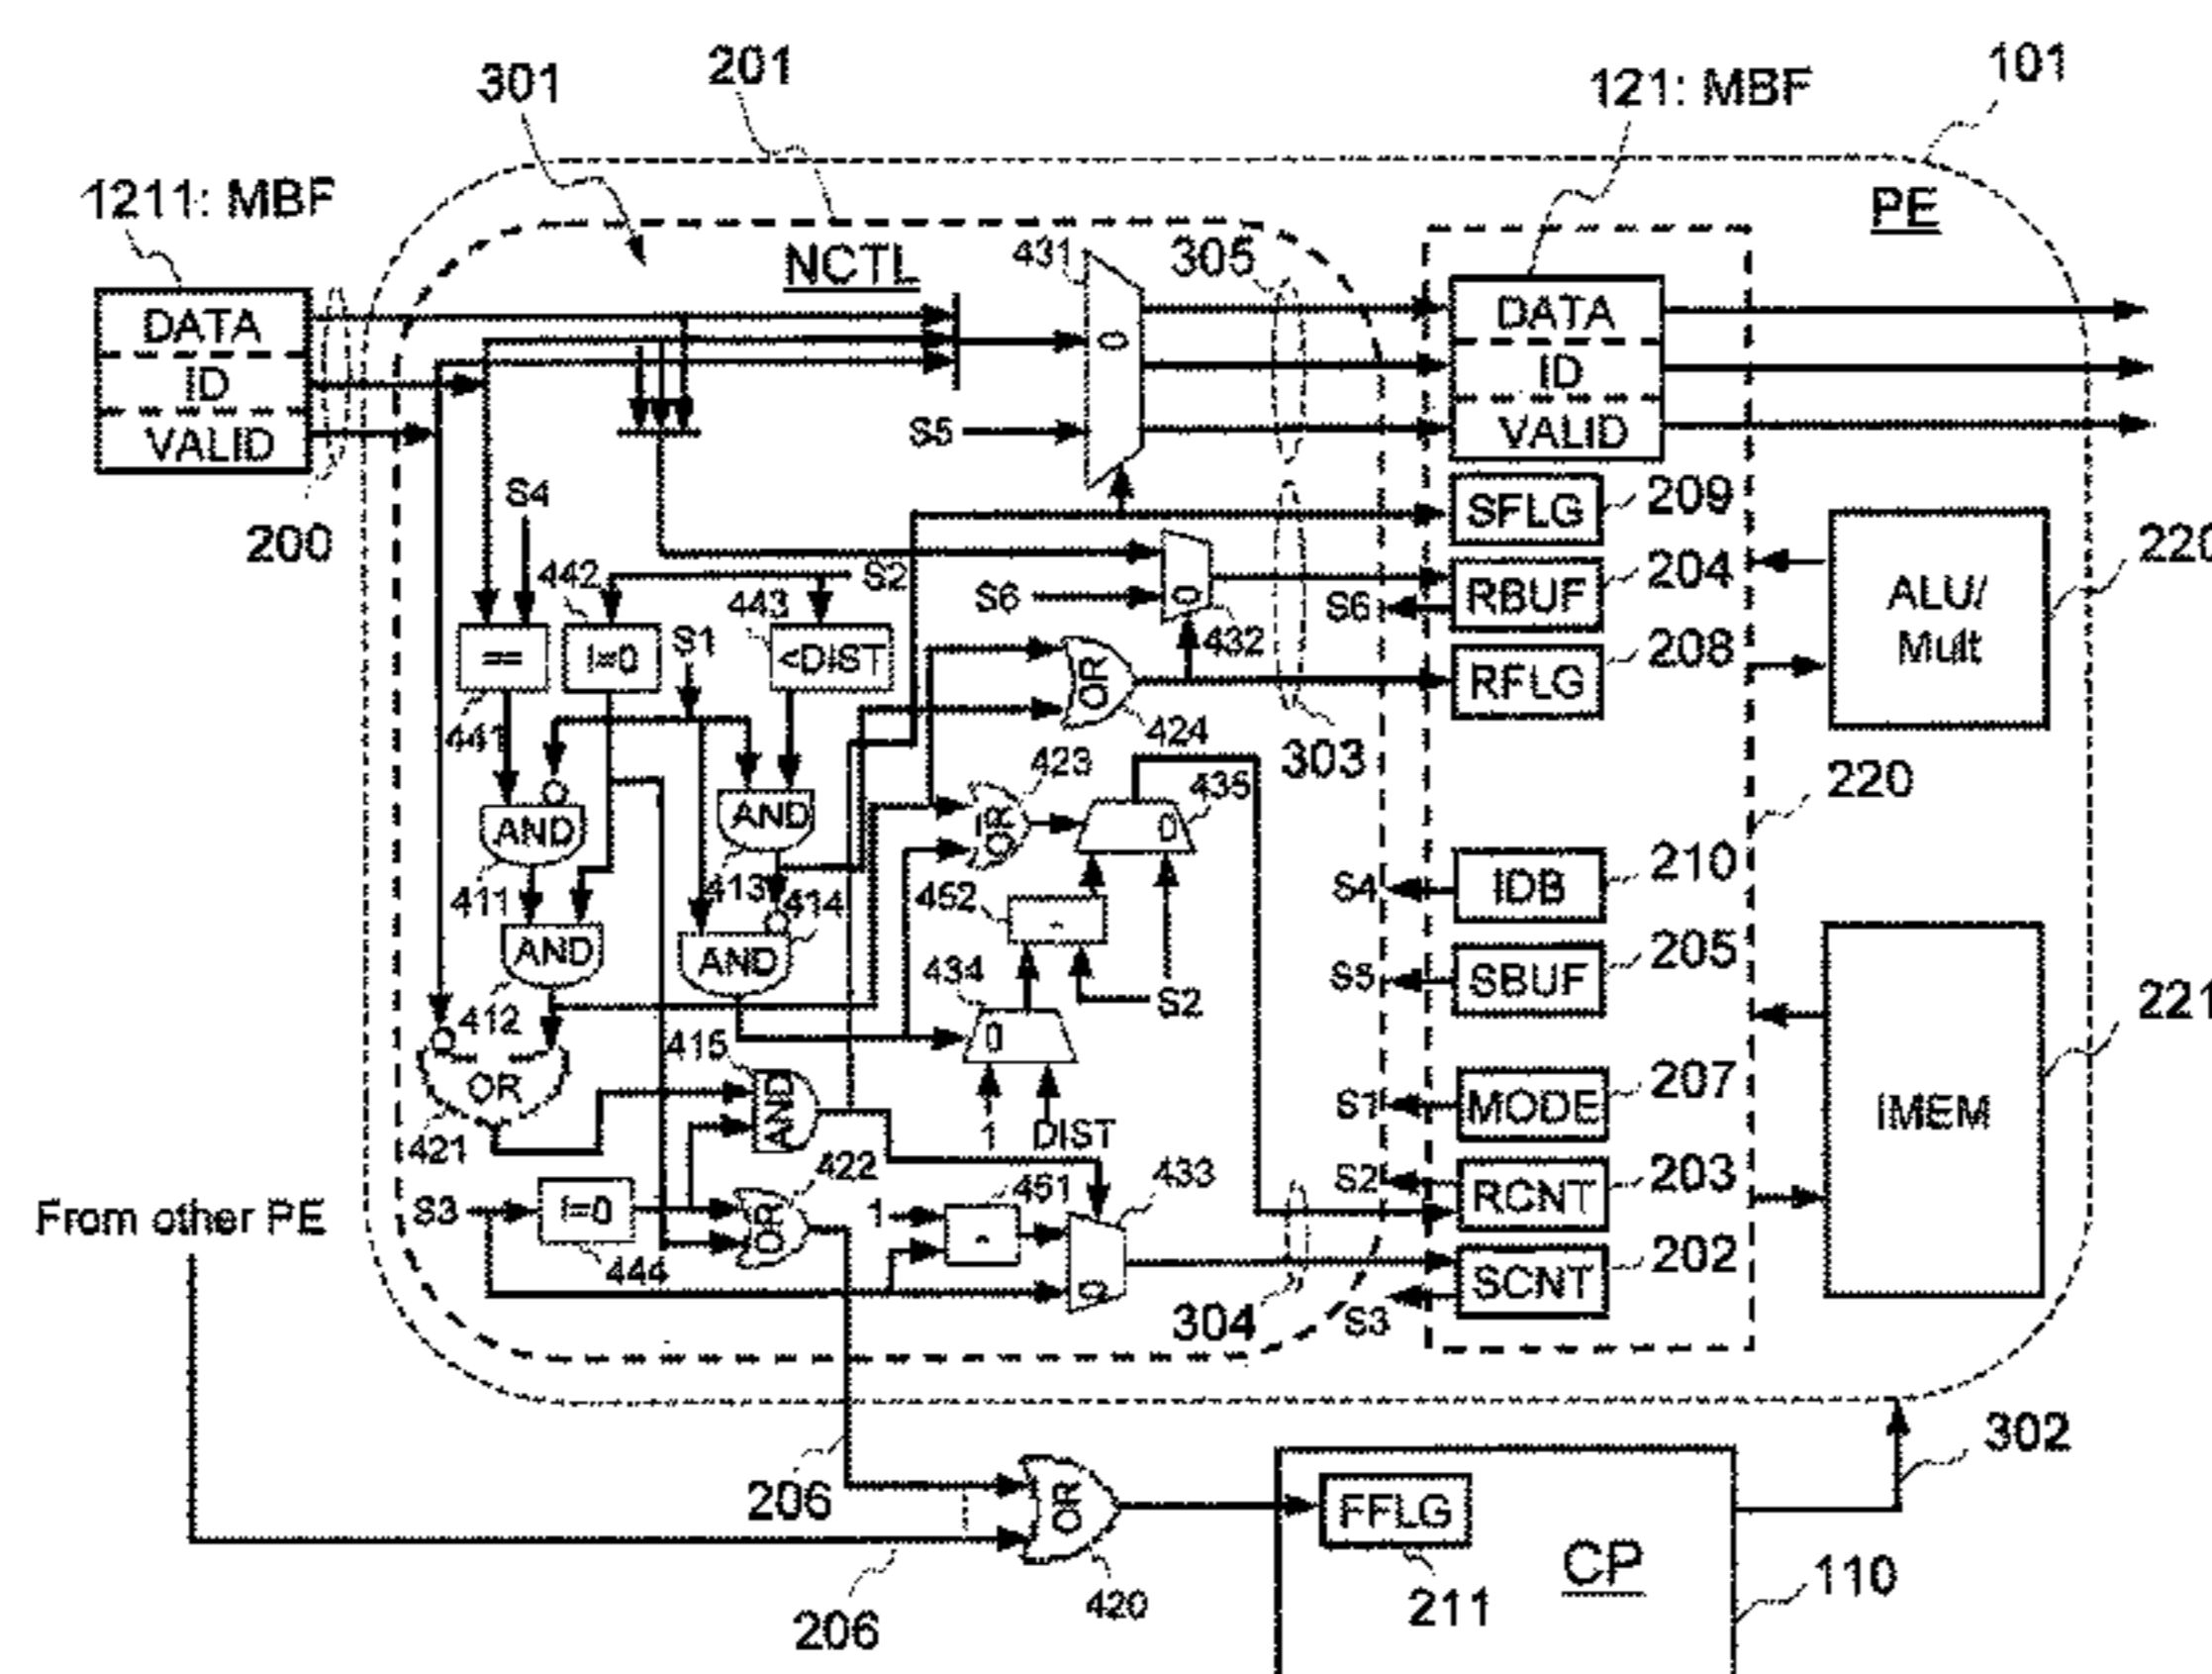 301
201
121: MBF
101
1211: MBF
PE
NCTL
431
305
DATA
ID
VALID
DATA
ID
VALID
S5
200
S4
SFLG
209
442
S2
443
S6
432
S6
RBUF
204
ALU/
Mult
220
==
!=0
S1
<DIST
OR
424
RFLG
208
441
303
423
435
220
AND
AND
OR
0
0
0
411
413
414
452
-
S4
IDB
210
AND
AND
434
S2
S5
SBUF
205
221
412
415
0
OR
AND
1
DIST
S1
MODE
207
IMEM
421
422
451
433
S2
RCNT
203
From other PE
S3
!=0
OR
1
-
444
0
SCNT
202
304
S3
302
206
OR
FFLG
CP
206
420
211
110